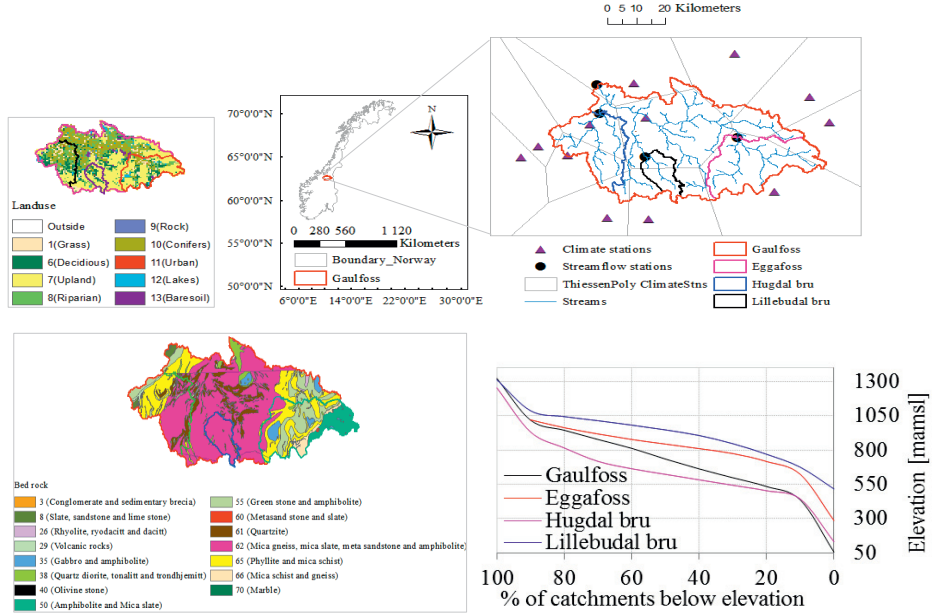 0 5 10 20
Kilometers
70°0'0"N
65°0'0"N
60°0'0"N
58°0'0"N
57°0'0"N
50°0'0"N
N
0 280 560 1 120
Kilometers
Boundary_Norway
Gaulfoss
6°0'0"E 14°0'0"E 22°0'0"E 30°0'0"E
Landuse
Outside
1(Grass)
6(Decidious)
7(Upland)
8(Riparian)
9(Rock)
10(Conifers)
11(Urban)
12(Lakes)
13(Baresoil)
Climate stations
Streamflow stations
ThiessenPoly ClimateStns
Streams
Gaulfoss
Eggafoss
Hugdal bru
Lillebudal bru
Bed rock
3 (Conglomerate and sedimentary brecia)
8 (Slate, sandstone and lime stone)
26 (Rhyolite, ryodacitt and dacitt)
29 (Volcanic rocks)
35 (Gabbro and amphibolite)
38 (Quartz diorite, tonalitt and trondhjemitt)
40 (Olivine stone)
50 (Amphibolite and Mica slate)
55 (Green stone and amphibolite)
60 (Metasand stone and slate)
61 (Quartzite)
62 (Mica gneiss, mica slate, meta sandstone and amphibolite)
65 (Phyllite and mica schist)
66 (Mica schist and gneiss)
70 (Marble)
Gaulfoss
Eggafoss
Hugdal bru
Lillebudal bru
1300
1050
800
550
300
50
Elevation [mamsl]
100 80 60 40 20 0
% of catchments below elevation